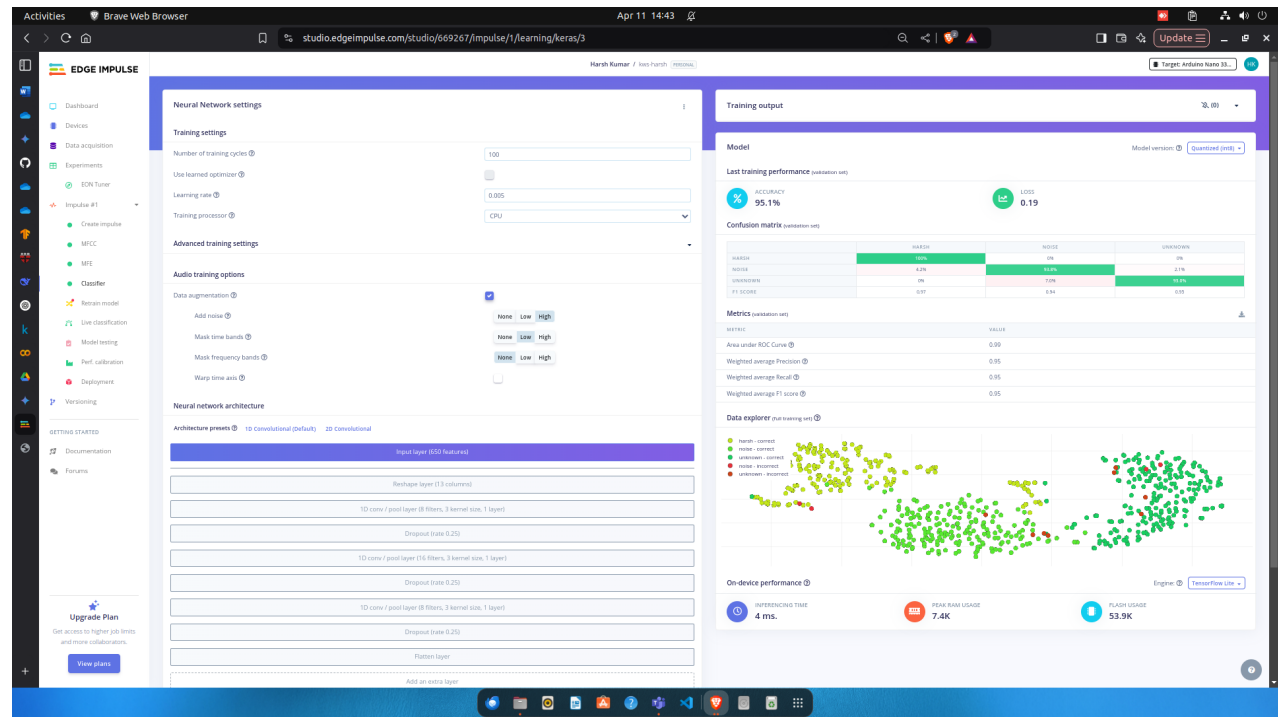 Activities Brave Web Browser Apr 11 14:43
studio.edgeimpulse.com/studio/669267/impulse/1/learning/keras/3 Update
EDGE IMPULSE
Harsh Kumar / kws-harsh PERSONAL
Target: Arduino Nano 33... HK
Dashboard
Devices
Data acquisition
Experiments
EON Tuner
Impulse #1
Create impulse
MFCC
MFE
Classifier
Retrain model
Live classification
Model testing
Perf. calibration
Deployment
Versioning
GETTING STARTED
Documentation
Forums
Upgrade Plan
Get access to higher job limits
and more collaborators.
View plans
Neural Network settings
Training settings
Number of training cycles 100
Use learned optimizer
Learning rate 0.005
Training processor CPU
Advanced training settings
Audio training options
Data augmentation
Add noise None Low High
Mask time bands None Low High
Mask frequency bands None Low High
Warp time axis
Neural network architecture
Architecture presets 1D Convolutional (Default) 2D Convolutional
Input layer (650 features)
Reshape layer (13 columns)
1D conv / pool layer (8 filters, 3 kernel size, 1 layer)
Dropout (rate 0.25)
1D conv / pool layer (16 filters, 3 kernel size, 1 layer)
Dropout (rate 0.25)
1D conv / pool layer (8 filters, 3 kernel size, 1 layer)
Dropout (rate 0.25)
Flatten layer
Add an extra layer
Training output (0)
Model Model version: Quantized (int8)
Last training performance (validation set)
ACCURACY
95.1%
LOSS
0.19
Confusion matrix (validation set)
HARSH NOISE UNKNOWN
HARSH 100% 0% 0%
NOISE 4.2% 93.8% 2.1%
UNKNOWN 0% 7.0% 93.0%
F1 SCORE 0.97 0.94 0.95
Metrics (validation set)
METRIC VALUE
Area under ROC Curve 0.99
Weighted average Precision 0.95
Weighted average Recall 0.95
Weighted average F1 score 0.95
Data explorer (full training set)
harsh - correct
noise - correct
unknown - correct
noise - incorrect
unknown - incorrect
On-device performance Engine: TensorFlow Lite
INFERENCING TIME
4 ms.
PEAK RAM USAGE
7.4K
FLASH USAGE
53.9K